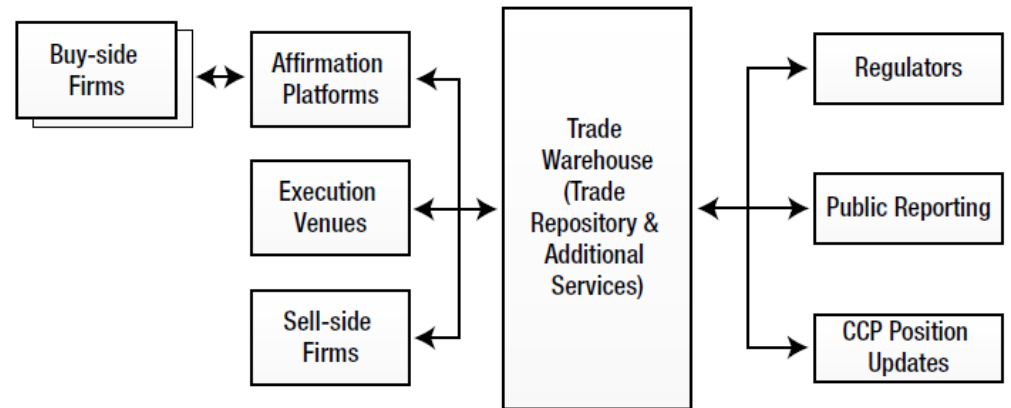 Buy-side
Firms
Affirmation
Platforms
Execution
Venues
Sell-side
Firms
Trade
Warehouse
(Trade
Repository &
Additional
Services)
Regulators
Public Reporting
CCP Position
Updates